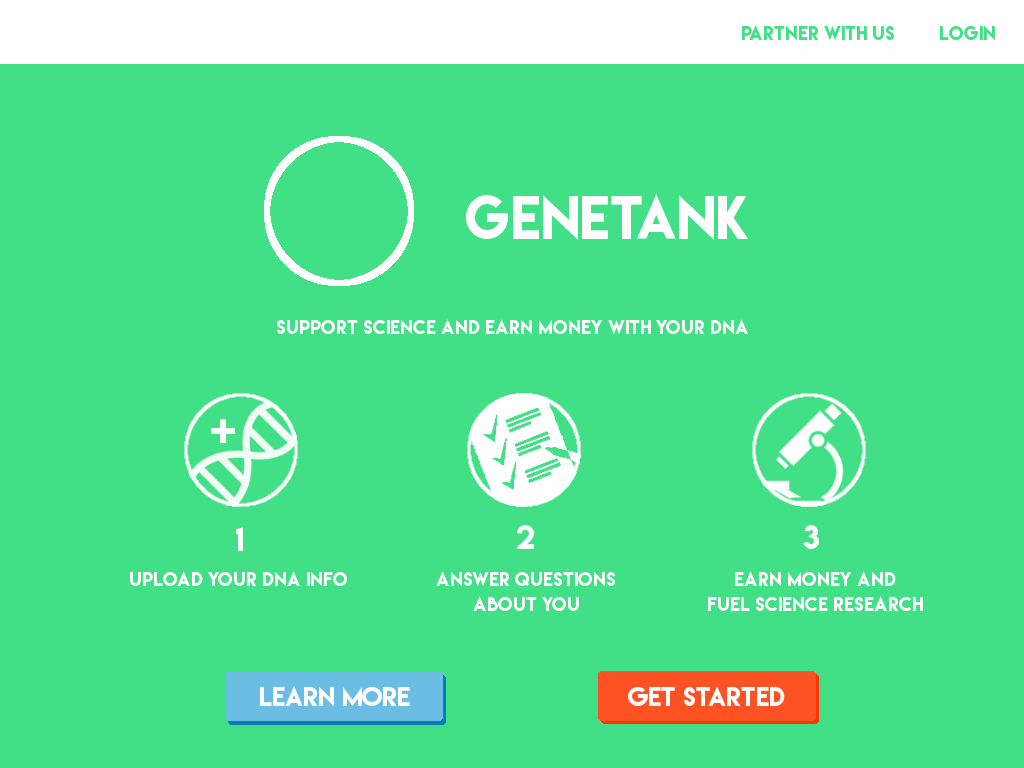 PARTNER WITH US LOGIN
GENETANK
SUPPORT SCIENCE AND EARN MONEY WITH YOUR DNA
1 2 3
UPLOAD YOUR DNA INFO
ANSWER QUESTIONS
ABOUT YOU
EARN MONEY AND
FUEL SCIENCE RESEARCH
LEARN MORE GET STARTED